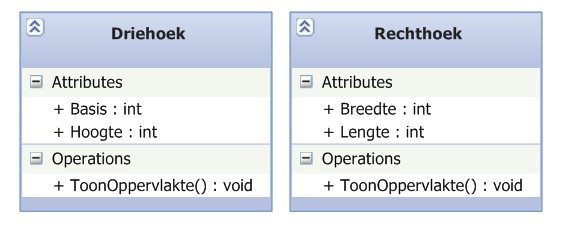 Driehoek
Attributes
+ Basis : int
+ Hoogte : int
Operations
+ ToonOppervlakte() : void
Rechthoek
Attributes
+ Breedte : int
+ Lengte : int
Operations
+ ToonOppervlakte() : void